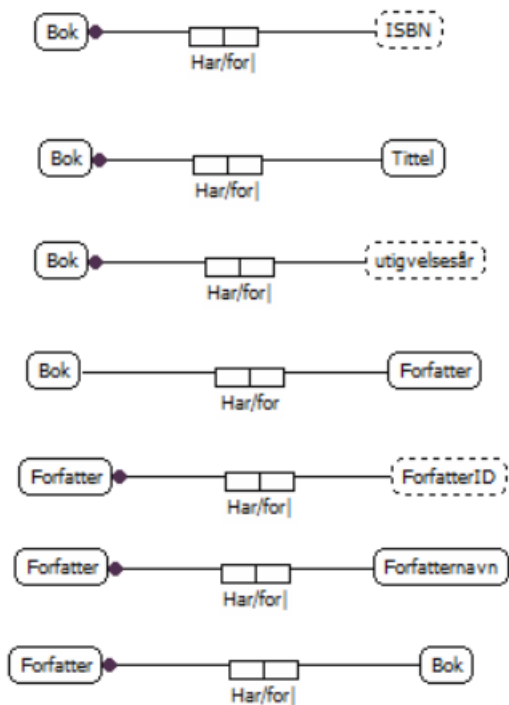 Bok ISBN
Har/for|
Bok Tittel
Har/for|
Bok utigvelsesår
Har/for|
Bok Forfatter
Har/for
Forfatter ForfatterID
Har/for|
Forfatter Forfatternavn
Har/for|
Forfatter Bok
Har/for|